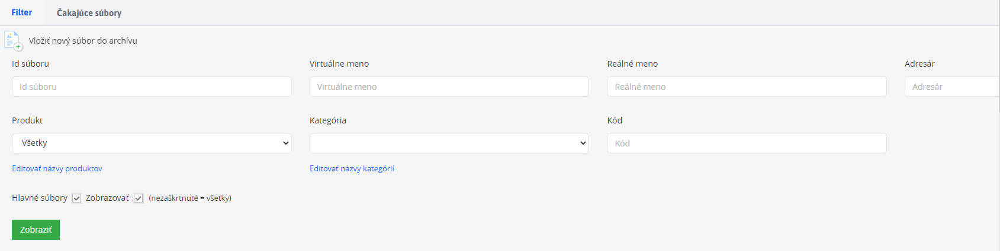 Filter Čakajúce súbory
Vložiť nový súbor do archívu
Id súboru Virtuálne meno Reálné meno Adresár
Id súboru Virtuálne meno Reálné meno Adresár
Produkt Kategória Kód
Všetky Kód
Editovať názvy produktov Editovať názvy kategórií
Hlavné súbory Zobrazovať (nezaškrtnuté = všetky)
Zobraziť